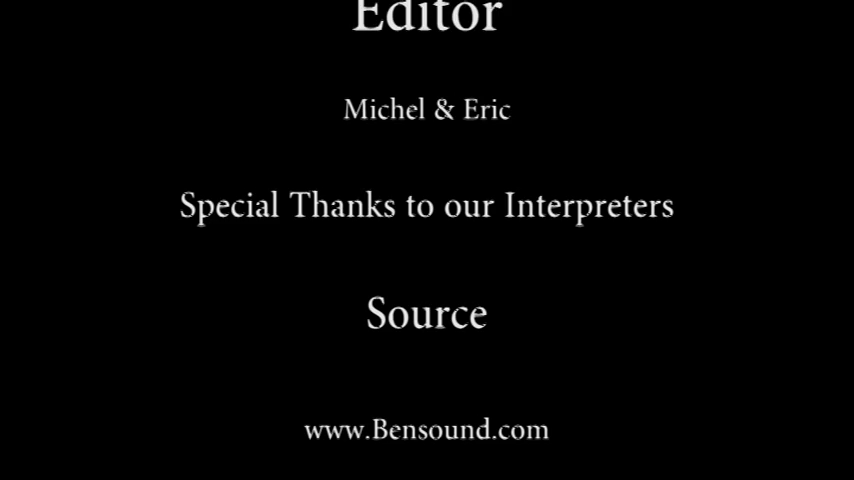 Editor
Michel & Eric
Special Thanks to our Interpreters
Source
www.Bensound.com